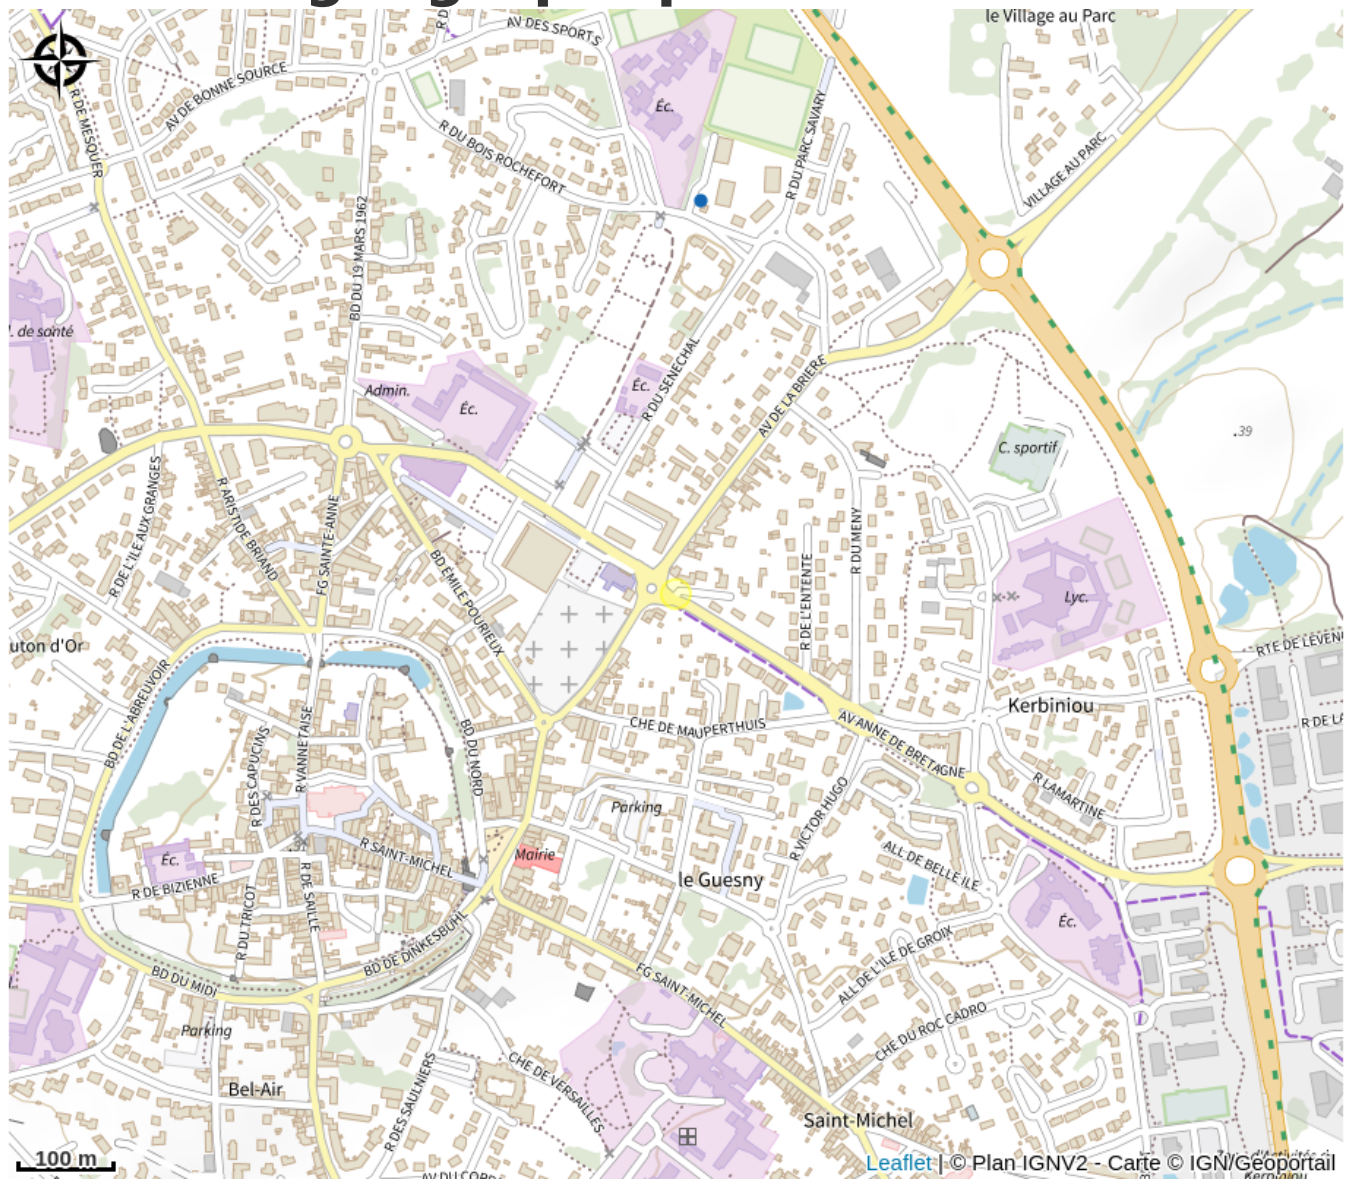 le Village au Parc
AV DES SPORTS
AV DE BONNE SOURCE
R DE MESQUER
Éc.
R DU PARC SAVARY
R DU BOIS ROCHEFORT
VILLAGE AU PARC
BD DU 19 MARS 1962
. de santé
Admin.
Éc.
Éc.
R DU SENECHAL
AV DE LA BRIERE
.39
C. sportif
R DE L'ILE AUX GRANGES
R ARISTIDE BRIAND
FG SAINTE-ANNE
BD EMILE POURIEUX
R DU MENY
R DE L'ENTENTE
Lyc.
uton d'Or
RTE DE LEVEN
BD DE L'ABREUVOIR
R DES CAPUCINS
R VANNETAISE
BD DU NORD
CHE DE MAUPERTHUIS
AV ANNE DE BRETAGNE
Kerbiniou
R DE LA
R LAMARTINE
Parking
R VICTOR HUGO
Mairie
Éc.
R SAINT-MICHEL
R DE BIZIENNE
R DU TRICOT
R DE SAILLE
le Guesny
ALL DE BELLE ILE
Éc.
BD DE DINKESBUHL
BD DU MIDI
FG SAINT-MICHEL
ALL DE L'ILE DE GROIX
CHE DU ROC CADRO
Parking
Bel-Air
R DES SAULNIERS
CHE DE VERSAILLES
Saint-Michel
100 m
Leaflet | © Plan IGNV2 - Carte © IGN/Geoportail